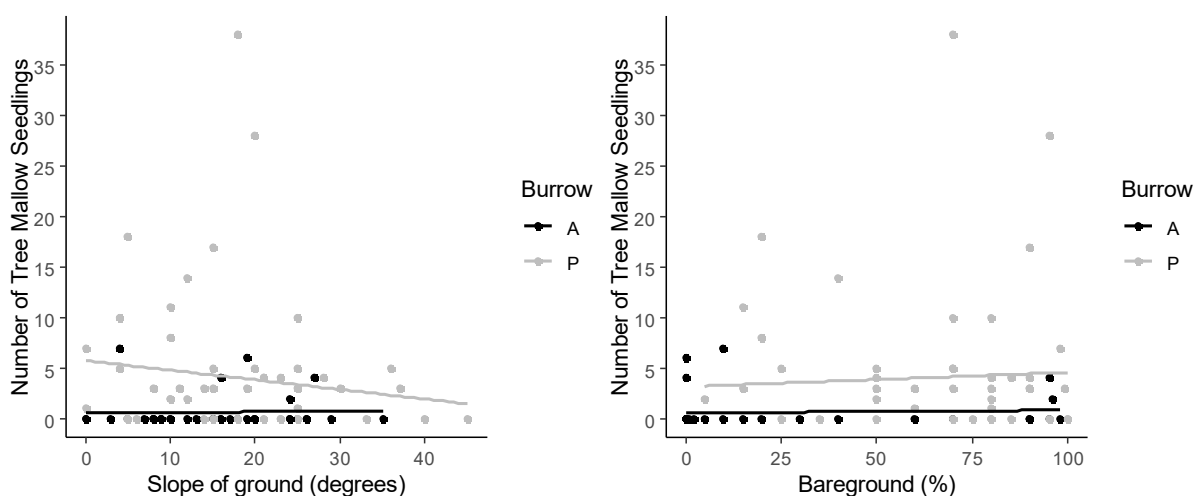 Number of Tree Mallow Seedlings
35
30
25
20
15
10
5
0
0 10 20 30 40
Slope of ground (degrees)
Burrow
A
P
Number of Tree Mallow Seedlings
35
30
25
20
15
10
5
0
0 25 50 75 100
Bareground (%)
Burrow
A
P